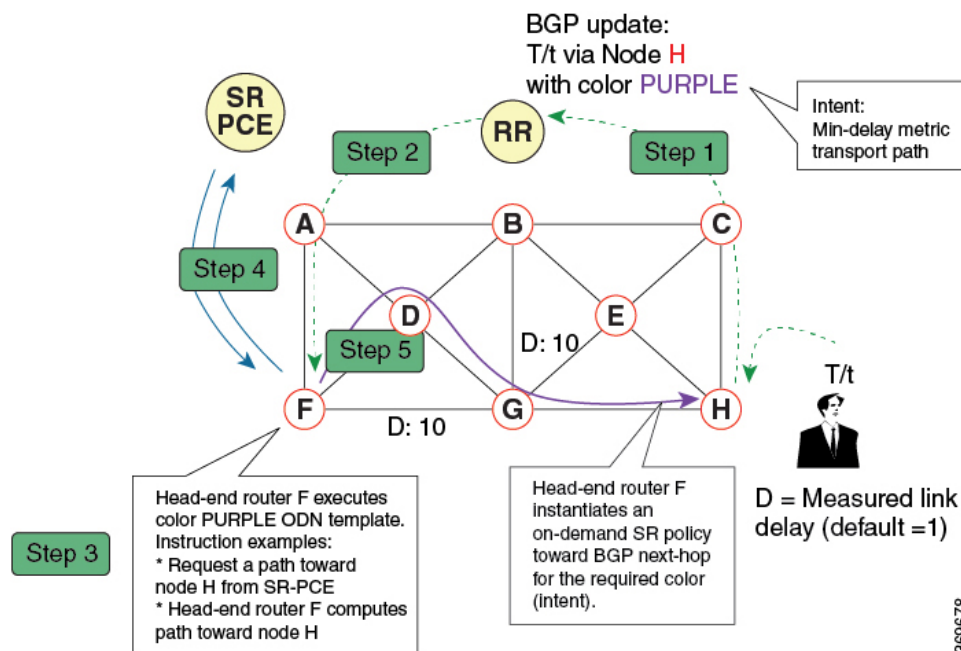 BGP update:
T/t via Node H
with color PURPLE
Intent:
Min-delay metric
transport path
SR
PCE
RR
Step 2
Step 1
A
B
C
Step 4
D
E
Step 5
D: 10
T/t
F
G
H
D: 10
Head-end router F executes
color PURPLE ODN template.
Instruction examples:
* Request a path toward
node H from SR-PCE
* Head-end router F computes
path toward node H
Step 3
Head-end router F
instantiates an
on-demand SR policy
toward BGP next-hop
for the required color
(intent).
D = Measured link
delay (default =1)